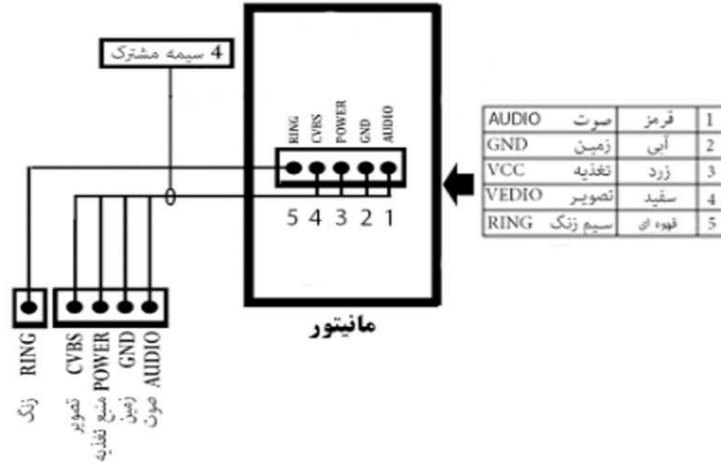 4 سیمه مشترک
RING
CVBS
POWER
GND
AUDIO
5 4 3 2 1
مانیتور
1 قرمز صوت AUDIO
2 آبی زمین GND
3 زرد تغذیه VCC
4 سفید تصویر VEDIO
5 قهوه ای سیم زنگ RING
RING
CVBS
POWER
GND
AUDIO
زنگ
تصویر
منبع تغذیه
زمین
صوت